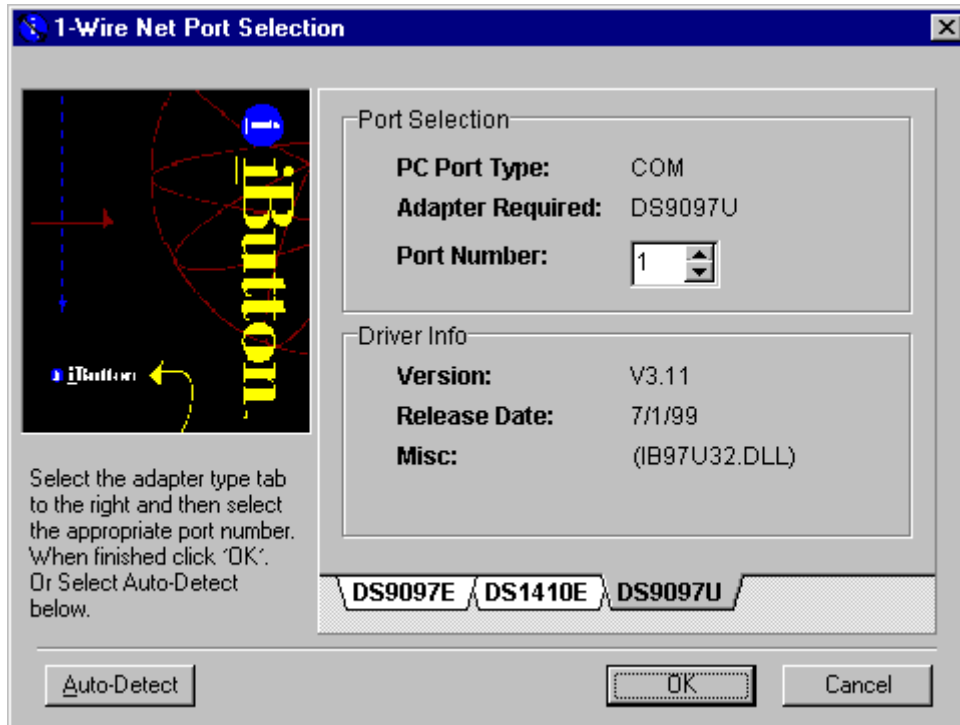 1-Wire Net Port Selection
iButton
iButton
Select the adapter type tab
to the right and then select
the appropriate port number.
When finished click 'OK'.
Or Select Auto-Detect
below.
Port Selection
PC Port Type: COM
Adapter Required: DS9097U
Port Number: 1
Driver Info
Version: V3.11
Release Date: 7/1/99
Misc: (IB97U32.DLL)
DS9097E DS1410E DS9097U
Auto-Detect OK Cancel